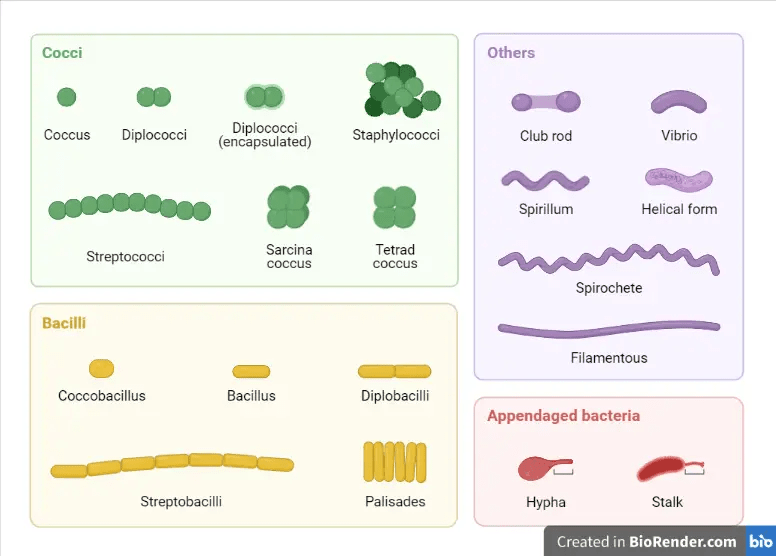 Cocci
Coccus
Diplococci
Diplococci
(encapsulated)
Staphylococci
Streptococci
Sarcina
coccus
Tetrad
coccus
Bacilli
Coccobacillus
Bacillus
Diplobacilli
Streptobacilli
Palisades
Others
Club rod
Vibrio
Spirillum
Helical form
Spirochete
Filamentous
Appendaged bacteria
Hypha
Stalk
Created in BioRender.com bio